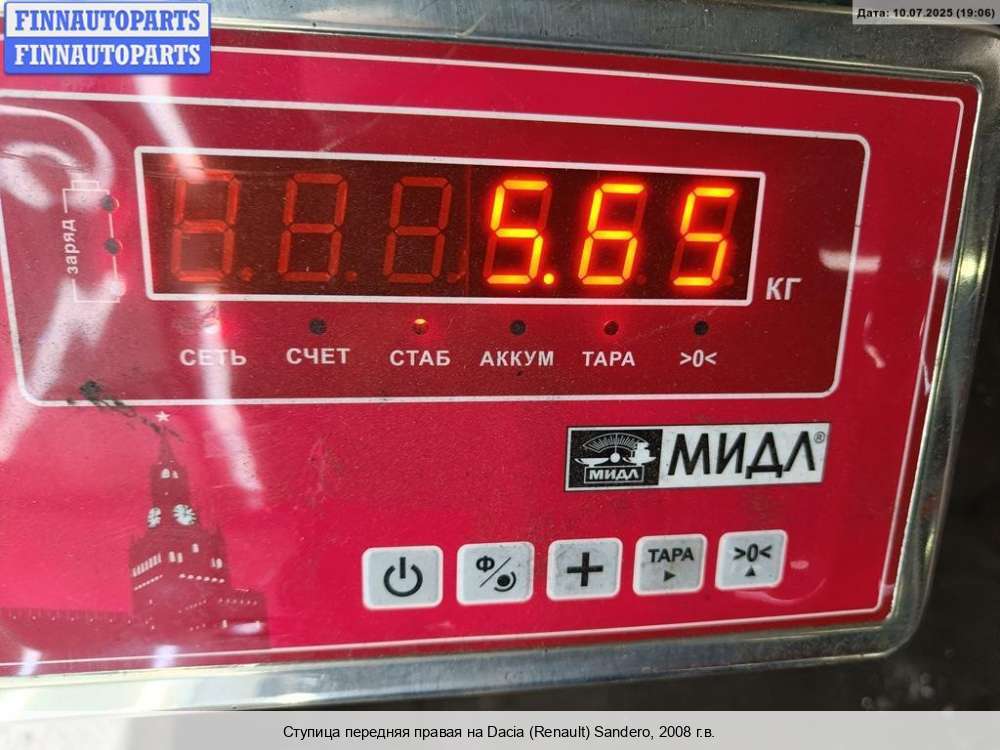 FINNAUTOPARTS
FINNAUTOPARTS
Дата: 10.07.2025 (19:06)
заряд
5.65
КГ
СЕТЬ СЧЕТ СТАБ АККУМ ТАРА >0<
МИДЛ
МИДЛ®
Ф
ТАРА
>0<
Ступица передняя правая на Dacia (Renault) Sandero, 2008 г.в.